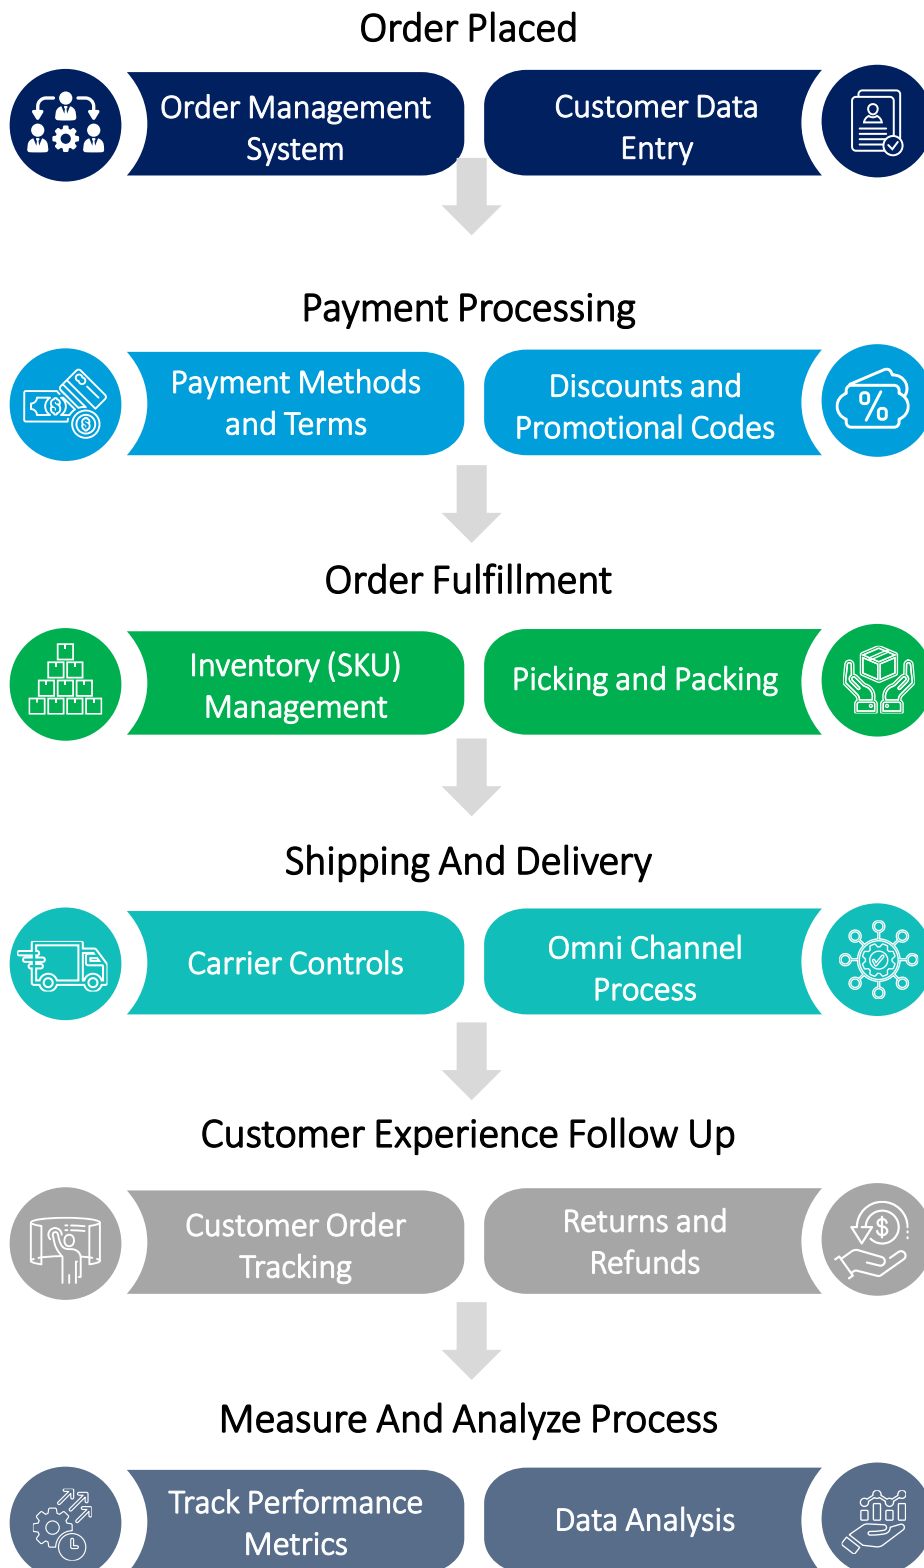 Order Placed
Order Management
System
Customer Data
Entry
Payment Processing
Payment Methods
and Terms
Discounts and
Promotional Codes
%
Order Fulfillment
Inventory (SKU)
Management
Picking and Packing
Shipping And Delivery
Carrier Controls
Omni Channel
Process
Customer Experience Follow Up
Customer Order
Tracking
Returns and
Refunds
$
Measure And Analyze Process
Track Performance
Metrics
Data Analysis